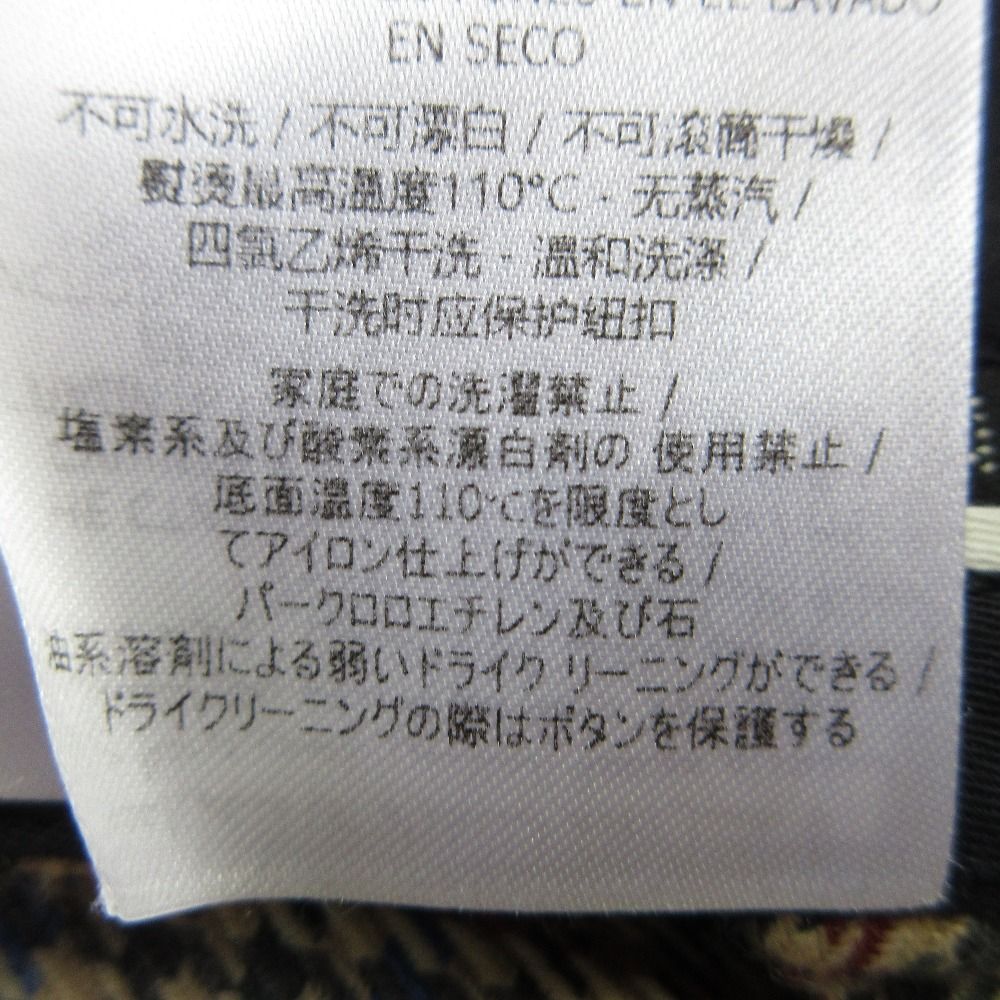 EN EL LAVADO
EN SECO
不可水洗 / 不可漂白 / 不可滚筒干燥 /
熨烫最高温度110°C - 无蒸汽 /
四氯乙烯干洗 - 温和洗涤 /
干洗时应保护纽扣
家庭での洗濯禁止 /
塩素系及び酸素系漂白剤の 使用禁止 /
底面温度110℃を限度とし
てアイロン仕上げができる /
パークロロエチレン及び石
油系溶剤による弱いドライク リーニングができる /
ドライクリーニングの際はボタンを保護する